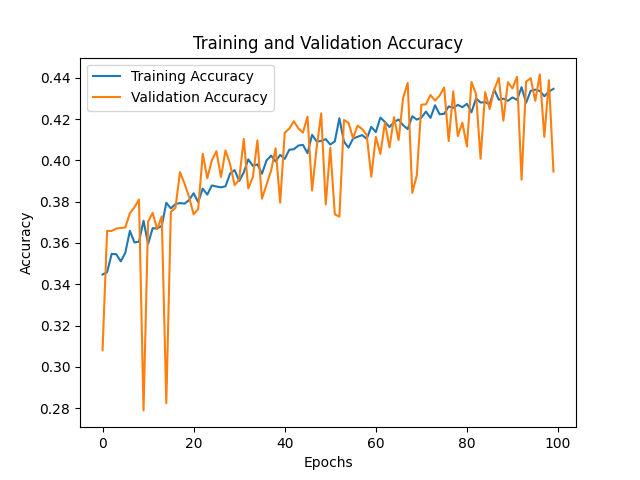 Training and Validation Accuracy
Training Accuracy
Validation Accuracy
0.44
0.42
0.40
0.38
0.36
0.34
0.32
0.30
0.28
Accuracy
0 20 40 60 80 100
Epochs